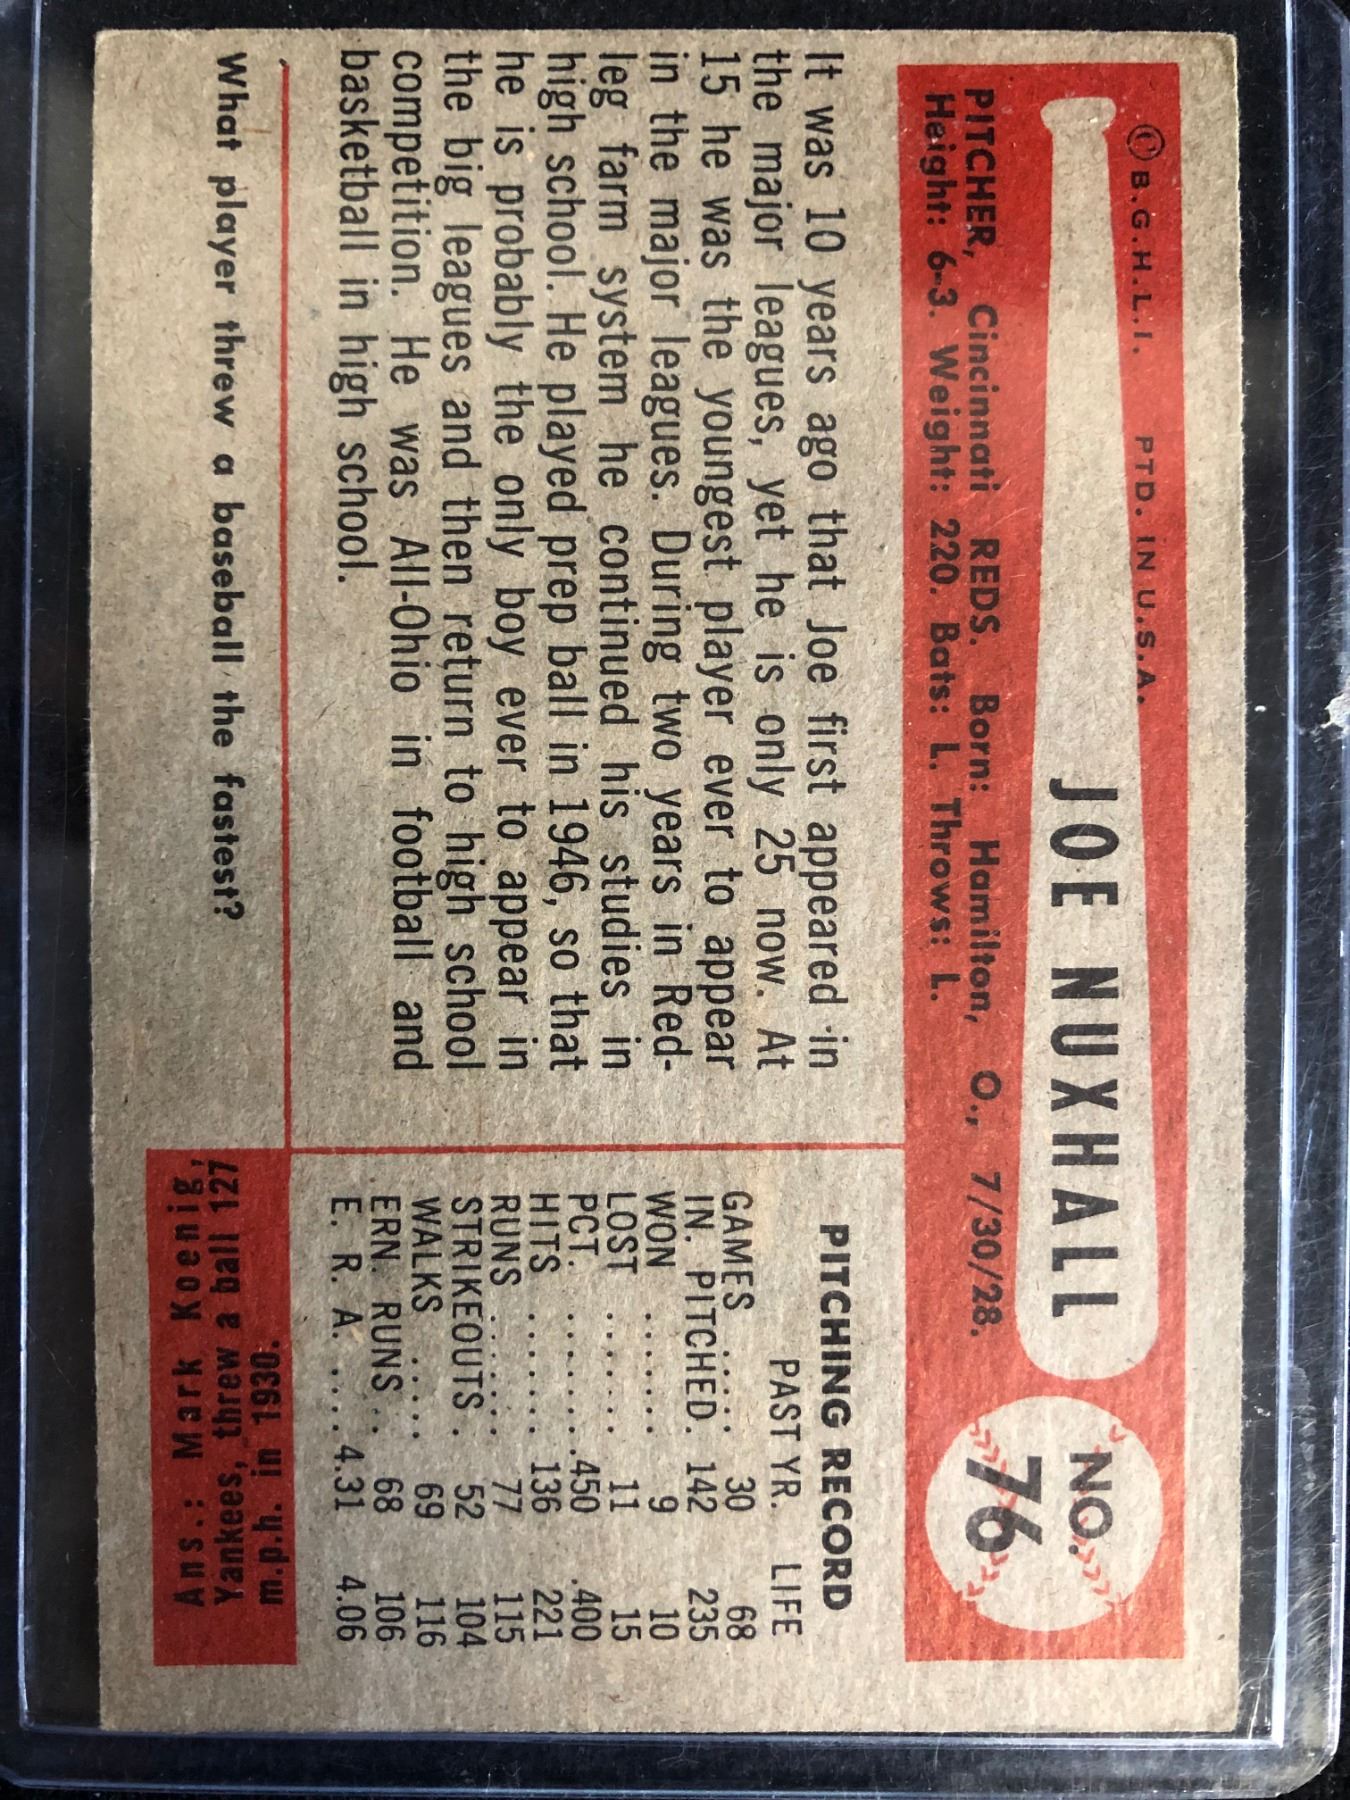 © B.G.H.L.I. PTD. IN U.S.A.
JOE NUXHALL
NO.
76
PITCHER, Cincinnati REDS. Born: Hamilton, O., 7/30/28.
Height: 6-3. Weight: 220. Bats: L. Throws: L.
It was 10 years ago that Joe first appeared in
the major leagues, yet he is only 25 now. At
15 he was the youngest player ever to appear
in the major leagues. During two years in Red-
leg farm system he continued his studies in
high school. He played prep ball in 1946, so that
he is probably the only boy ever to appear in
the big leagues and then return to high school
competition. He was All-Ohio in football and
basketball in high school.
PITCHING RECORD
PAST YR. LIFE
GAMES ..... 30 68
IN. PITCHED. 142 235
WON ....... 9 10
LOST ....... 11 15
PCT. ........450 .400
HITS ....... 136 221
RUNS ....... 77 115
STRIKEOUTS . 52 104
WALKS ..... 69 116
ERN. RUNS .. 68 106
E. R. A. .... 4.31 4.06
What player threw a baseball the fastest?
Ans.: Mark Koenig,
Yankees, threw a ball 127
m.p.h. in 1930.